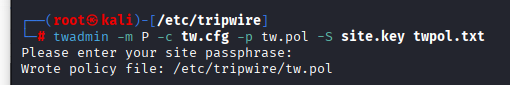 ┌──(root㉿kali)-[/etc/tripwire]
└─# twadmin -m P -c tw.cfg -p tw.pol -S site.key twpol.txt
Please enter your site passphrase:
Wrote policy file: /etc/tripwire/tw.pol